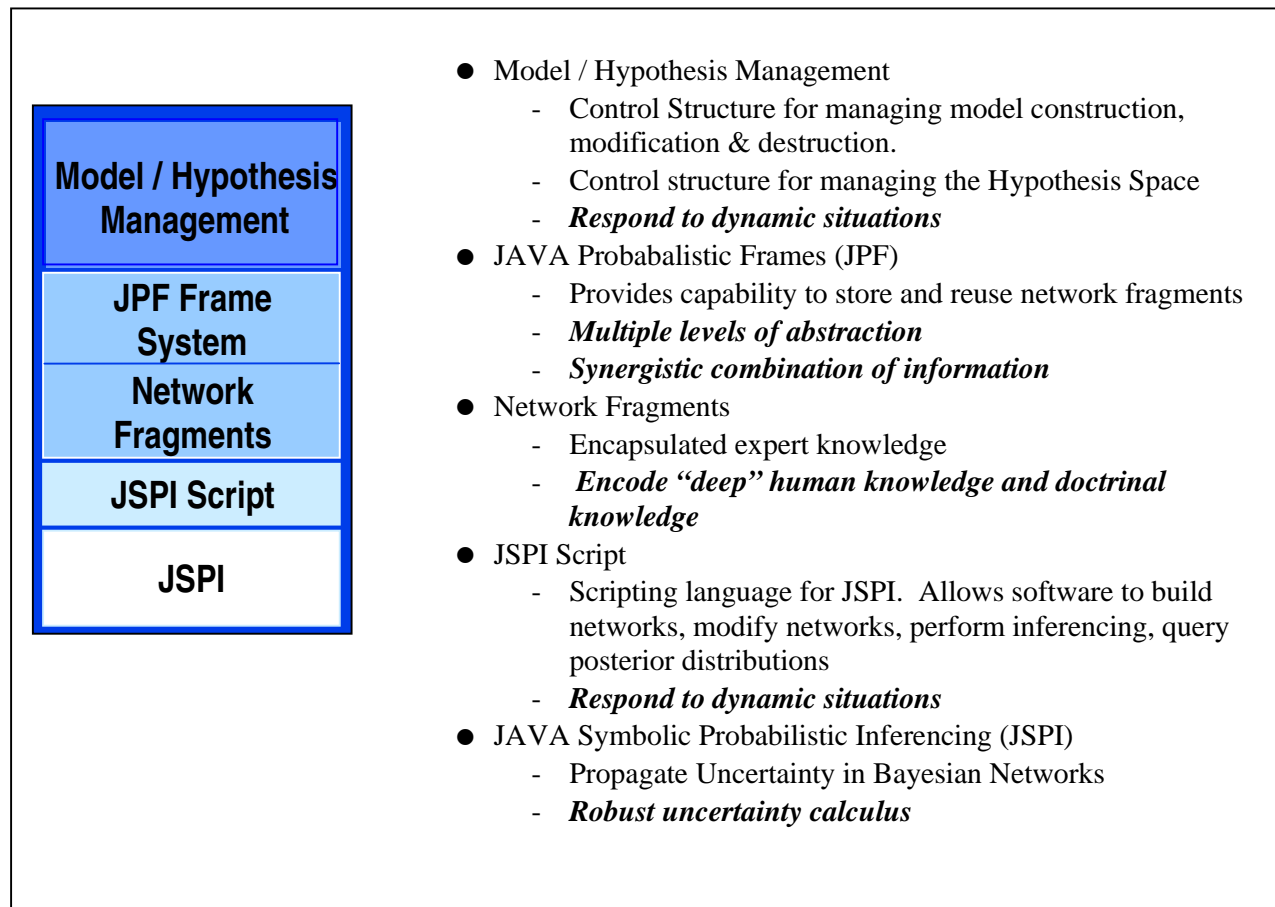 Model / Hypothesis
Management
JPF Frame
System
Network
Fragments
JSPI Script
JSPI
● Model / Hypothesis Management
- Control Structure for managing model construction,
modification & destruction.
- Control structure for managing the Hypothesis Space
- Respond to dynamic situations
● JAVA Probabalistic Frames (JPF)
- Provides capability to store and reuse network fragments
- Multiple levels of abstraction
- Synergistic combination of information
● Network Fragments
- Encapsulated expert knowledge
- Encode “deep” human knowledge and doctrinal
knowledge
● JSPI Script
- Scripting language for JSPI. Allows software to build
networks, modify networks, perform inferencing, query
posterior distributions
- Respond to dynamic situations
● JAVA Symbolic Probabilistic Inferencing (JSPI)
- Propagate Uncertainty in Bayesian Networks
- Robust uncertainty calculus